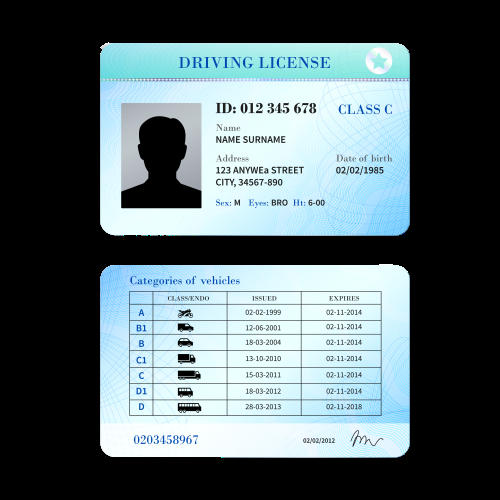 DRIVING LICENSE
ID: 012 345 678
CLASS C
Name
NAME SURNAME
Address
Date of birth
123 ANYWEa STREET
02/02/1985
CITY, 34567-890
Sex: M Eyes: BRO Ht: 6-00
Categories of vehicles
CLASS/ENDO ISSUED EXPIRES
A 02-02-1999 02-11-2014
B1 12-06-2001 02-11-2014
B 18-03-2004 02-11-2014
C1 13-10-2010 02-11-2014
C 15-03-2011 02-11-2014
D1 18-03-2012 02-11-2014
D 28-03-2013 02-11-2018
0203458967
02/02/2012